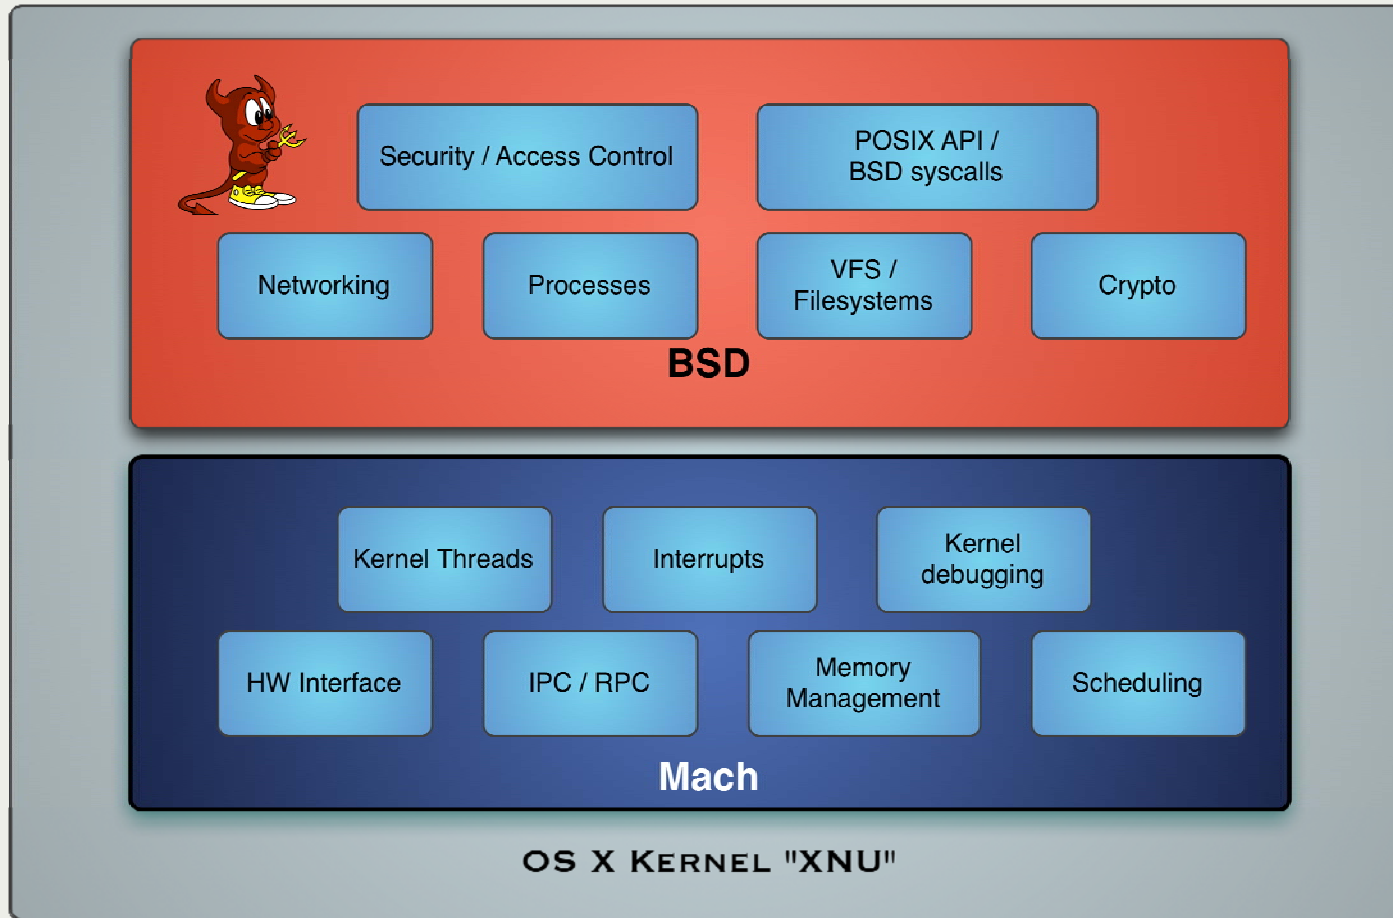 Security / Access Control
POSIX API /
BSD syscalls
Networking
Processes
VFS /
Filesystems
Crypto
BSD
Kernel Threads
Interrupts
Kernel
debugging
HW Interface
IPC / RPC
Memory
Management
Scheduling
Mach
OS X Kernel "XNU"